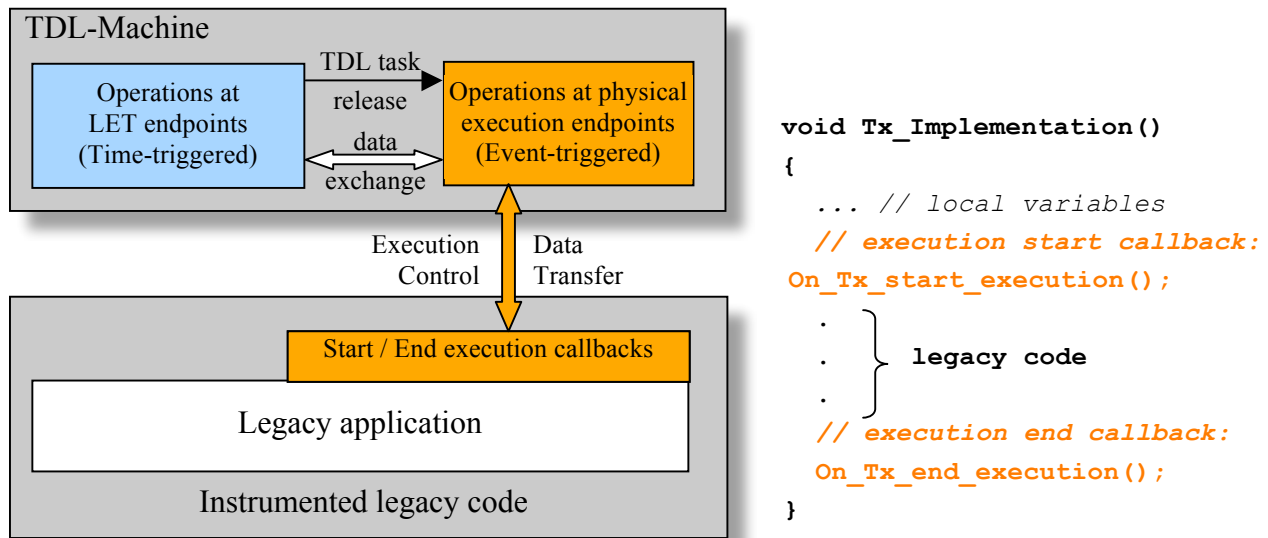 TDL-Machine
Operations at
LET endpoints
(Time-triggered)
TDL task
release
data
exchange
Operations at physical
execution endpoints
(Event-triggered)
Execution
Control
Data
Transfer
Start / End execution callbacks
Legacy application
Instrumented legacy code
void Tx_Implementation()
{
... // local variables
// execution start callback:
On_Tx_start_execution();
.
.
.
legacy code
// execution end callback:
On_Tx_end_execution();
}